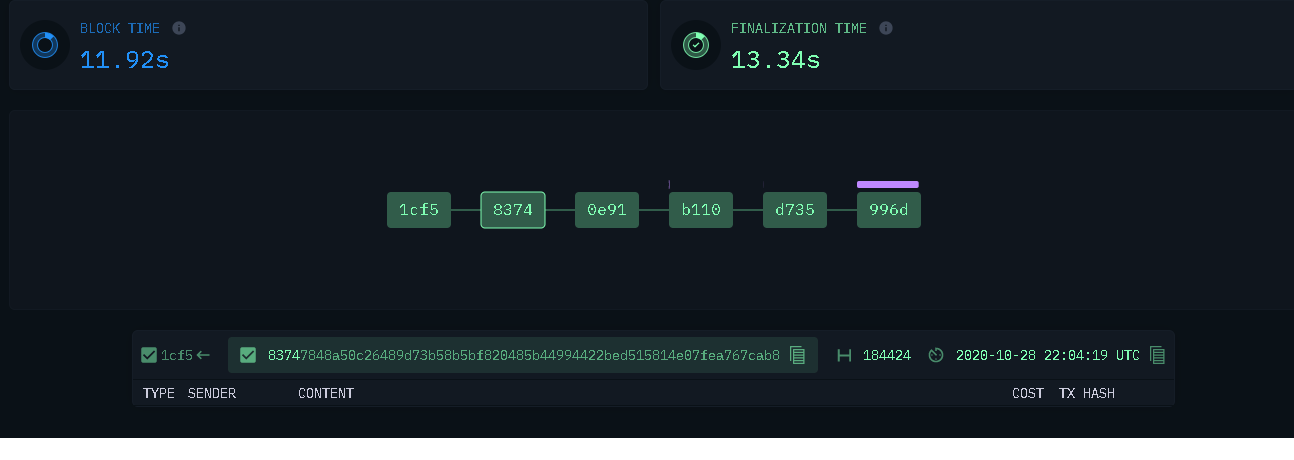 BLOCK TIME
11.92s
FINALIZATION TIME
13.34s
1cf5 8374 0e91 b110 d735 996d
1cf5 ← 83747848a50c26489d73b58b5bf820485b44994422bed515814e07fea767cab8 184424 2020-10-28 22:04:19 UTC
TYPE SENDER CONTENT COST TX HASH